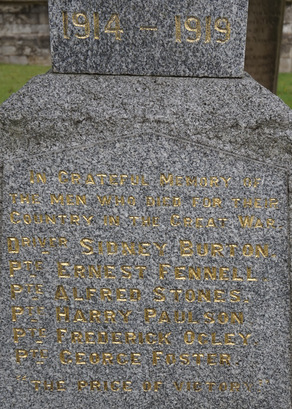 1914 – 1919
IN GRATEFUL MEMORY OF
THE MEN WHO DIED FOR THEIR
COUNTRY IN THE GREAT WAR.
DRIVER SIDNEY BURTON.
PTE ERNEST FENNELL.
PTE ALFRED STONES.
PTE HARRY PAULSON.
PTE FREDERICK OGLEY.
PTE GEORGE FOSTER.
"THE PRICE OF VICTORY"